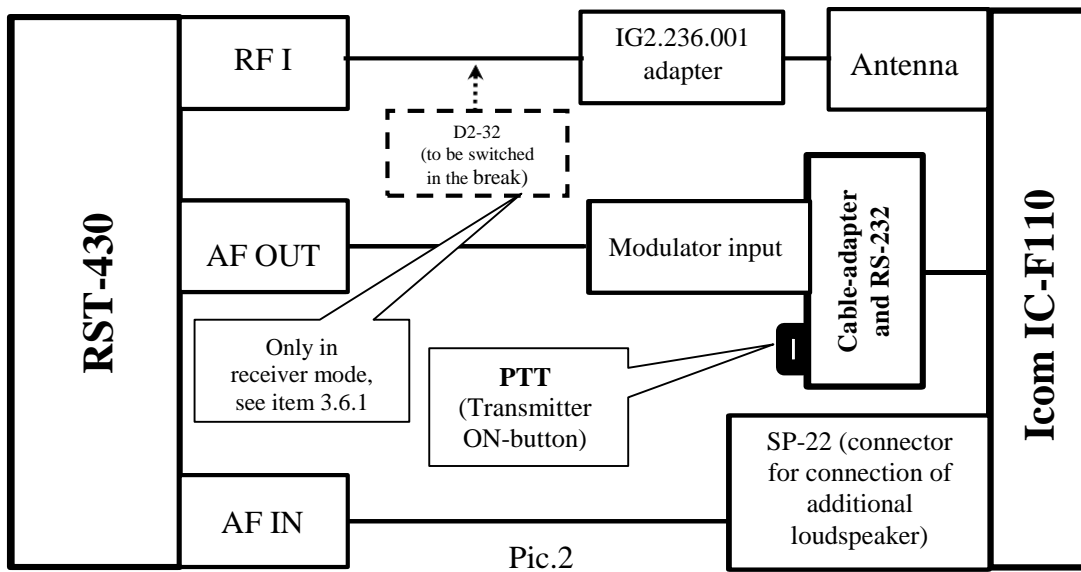 RST-430
RF I
IG2.236.001
adapter
Antenna
D2-32
(to be switched
in the break)
AF OUT
Modulator input
Cable-adapter
and RS-232
Icom IC-F110
Only in
receiver mode,
see item 3.6.1
PTT
(Transmitter
ON-button)
I
AF IN
SP-22 (connector
for connection of
additional
loudspeaker)
Pic.2